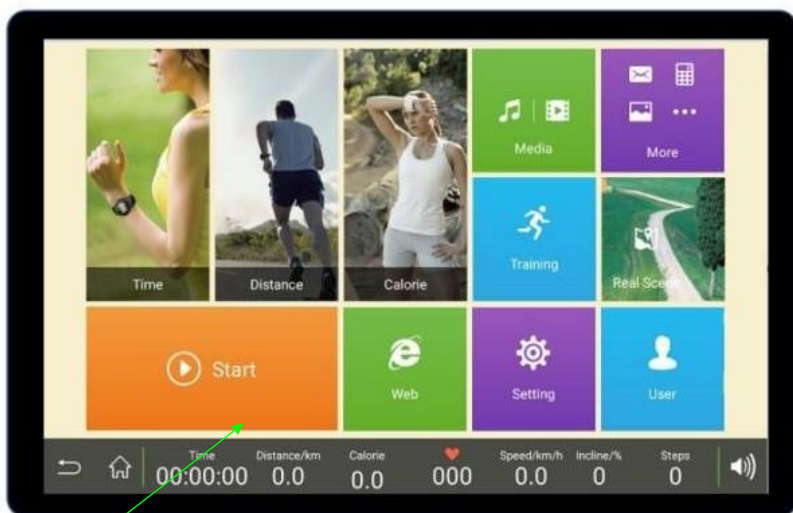 Media
More
Training
Real Scene
Time
Distance
Calorie
Start
Web
Setting
User
Time
Distance/km
Calorie
Speed/km/h
Incline/%
Steps
00:00:00
0.0
0.0
000
0.0
0
0